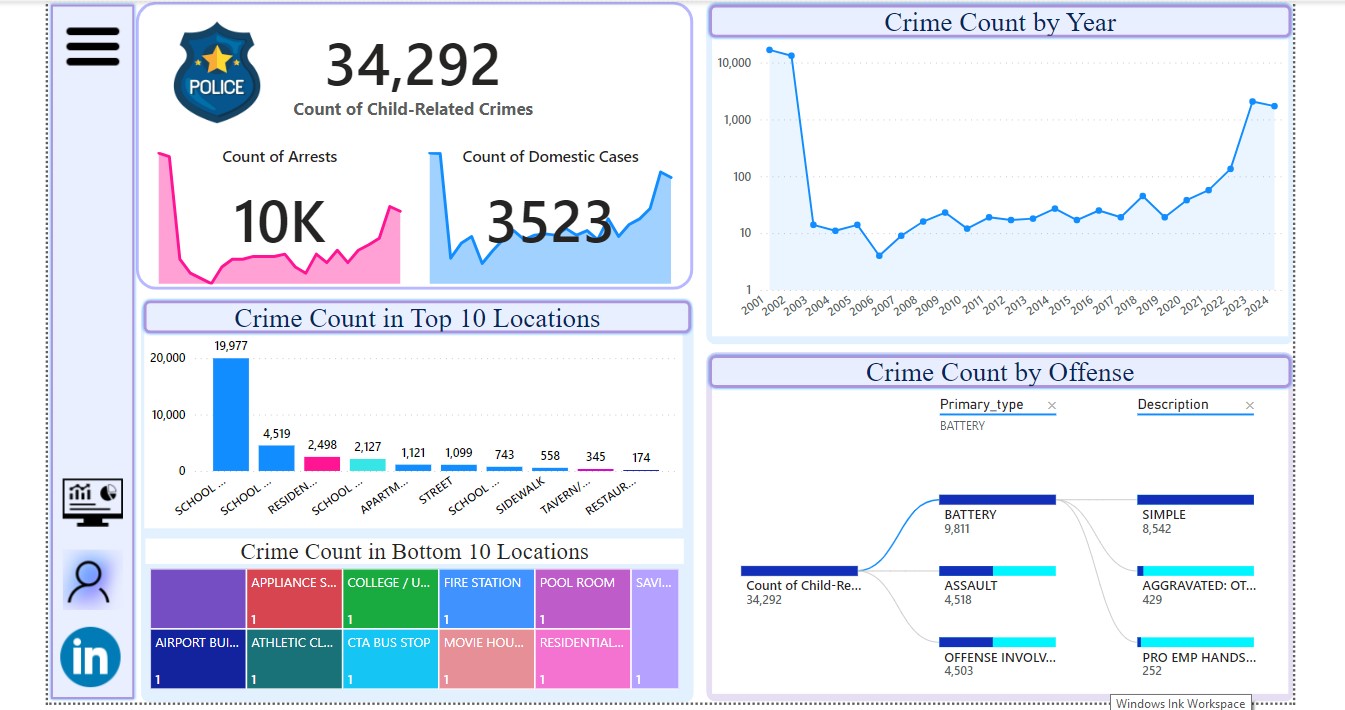 POLICE
34,292
Count of Child-Related Crimes
Count of Arrests
10K
Count of Domestic Cases
3523
Crime Count in Top 10 Locations
20,000
10,000
0
19,977
4,519
2,498
2,127
1,121
1,099
743
558
345
174
SCHOOL ...
SCHOOL ...
RESIDEN...
SCHOOL ...
APARTM...
STREET
SCHOOL ...
SIDEWALK
TAVERN/...
RESTAUR...
Crime Count in Bottom 10 Locations
APPLIANCE S...
1
COLLEGE / U...
1
FIRE STATION
1
POOL ROOM
1
SAVI...
1
AIRPORT BUI...
1
ATHLETIC CL...
1
CTA BUS STOP
1
MOVIE HOU...
1
RESIDENTIAL...
1
in
Crime Count by Year
10,000
1,000
100
10
1
2001
2002
2003
2004
2005
2006
2007
2008
2009
2010
2011
2012
2013
2014
2015
2016
2017
2018
2019
2020
2021
2022
2023
2024
Crime Count by Offense
Primary_type
BATTERY
Description
Count of Child-Re...
34,292
BATTERY
9,811
ASSAULT
4,518
OFFENSE INVOLV...
4,503
SIMPLE
8,542
AGGRAVATED: OT...
429
PRO EMP HANDS...
252
Windows Ink Workspace